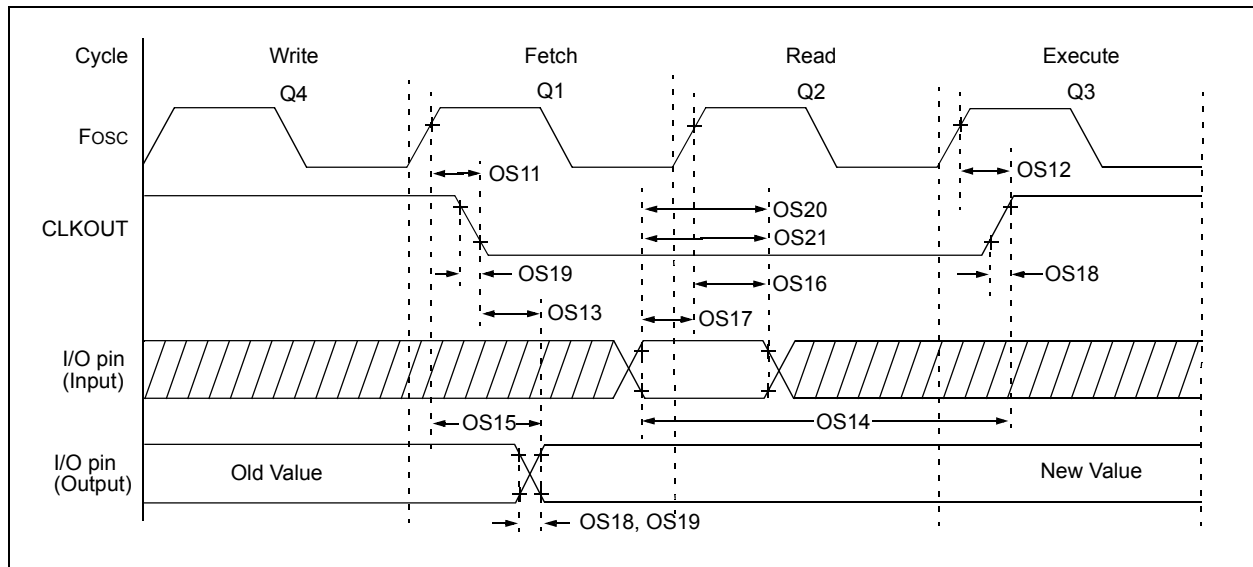 Cycle Write Fetch Read Execute
Q4 Q1 Q2 Q3
FOSC
OS11 OS12
OS20
CLKOUT
OS21
OS19 OS16 OS18
OS13 OS17
I/O pin
(Input)
OS15 OS14
I/O pin
(Output)
Old Value New Value
OS18, OS19